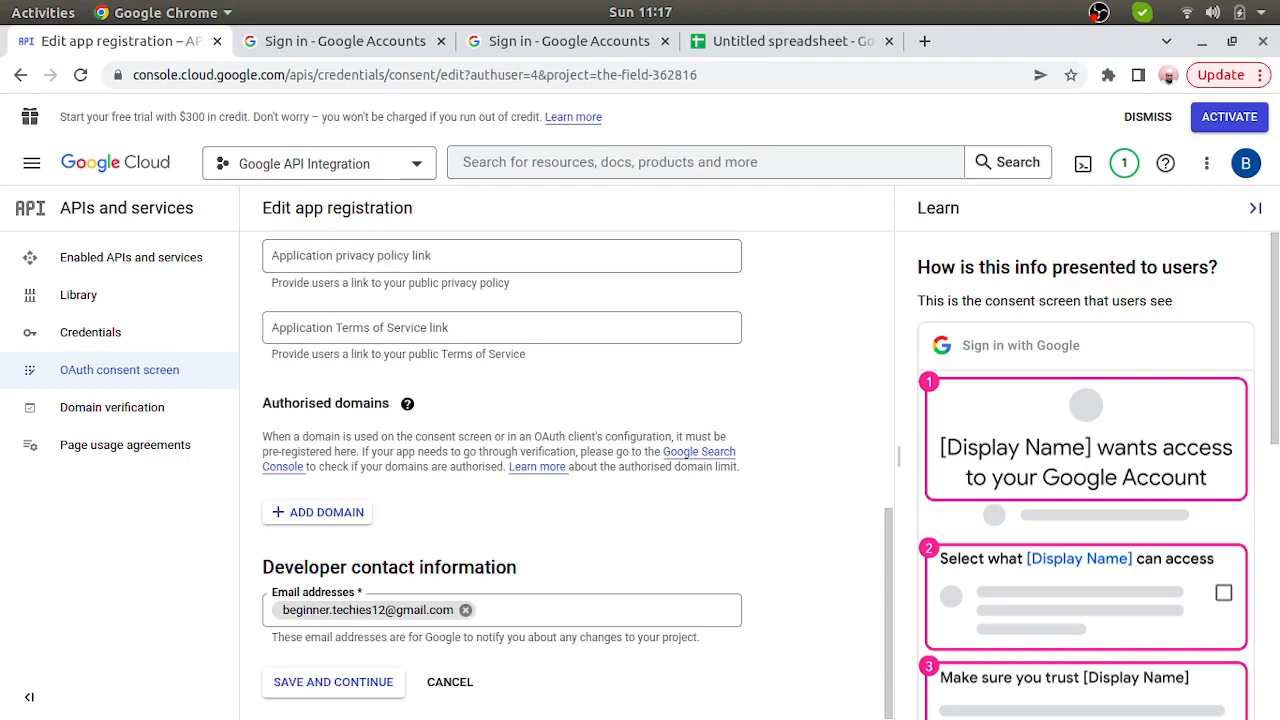 Activities
Google Chrome
Sun 11:17
API Edit app registration – AP
Sign in - Google Accounts
Sign in - Google Accounts
Untitled spreadsheet - Go
console.cloud.google.com/apis/credentials/consent/edit?authuser=4&project=the-field-362816
Update
Start your free trial with $300 in credit. Don't worry – you won't be charged if you run out of credit. Learn more
DISMISS
ACTIVATE
Google Cloud
Google API Integration
Search for resources, docs, products and more
Search
1
B
API APIs and services
Enabled APIs and services
Library
Credentials
OAuth consent screen
Domain verification
Page usage agreements
Edit app registration
Application privacy policy link
Provide users a link to your public privacy policy
Application Terms of Service link
Provide users a link to your public Terms of Service
Authorised domains
When a domain is used on the consent screen or in an OAuth client's configuration, it must be
pre-registered here. If your app needs to go through verification, please go to the Google Search
Console to check if your domains are authorised. Learn more about the authorised domain limit.
+ ADD DOMAIN
Developer contact information
Email addresses *
beginner.techies12@gmail.com
These email addresses are for Google to notify you about any changes to your project.
SAVE AND CONTINUE
CANCEL
Learn
How is this info presented to users?
This is the consent screen that users see
Sign in with Google
1
[Display Name] wants access
to your Google Account
2
Select what [Display Name] can access
3
Make sure you trust [Display Name]